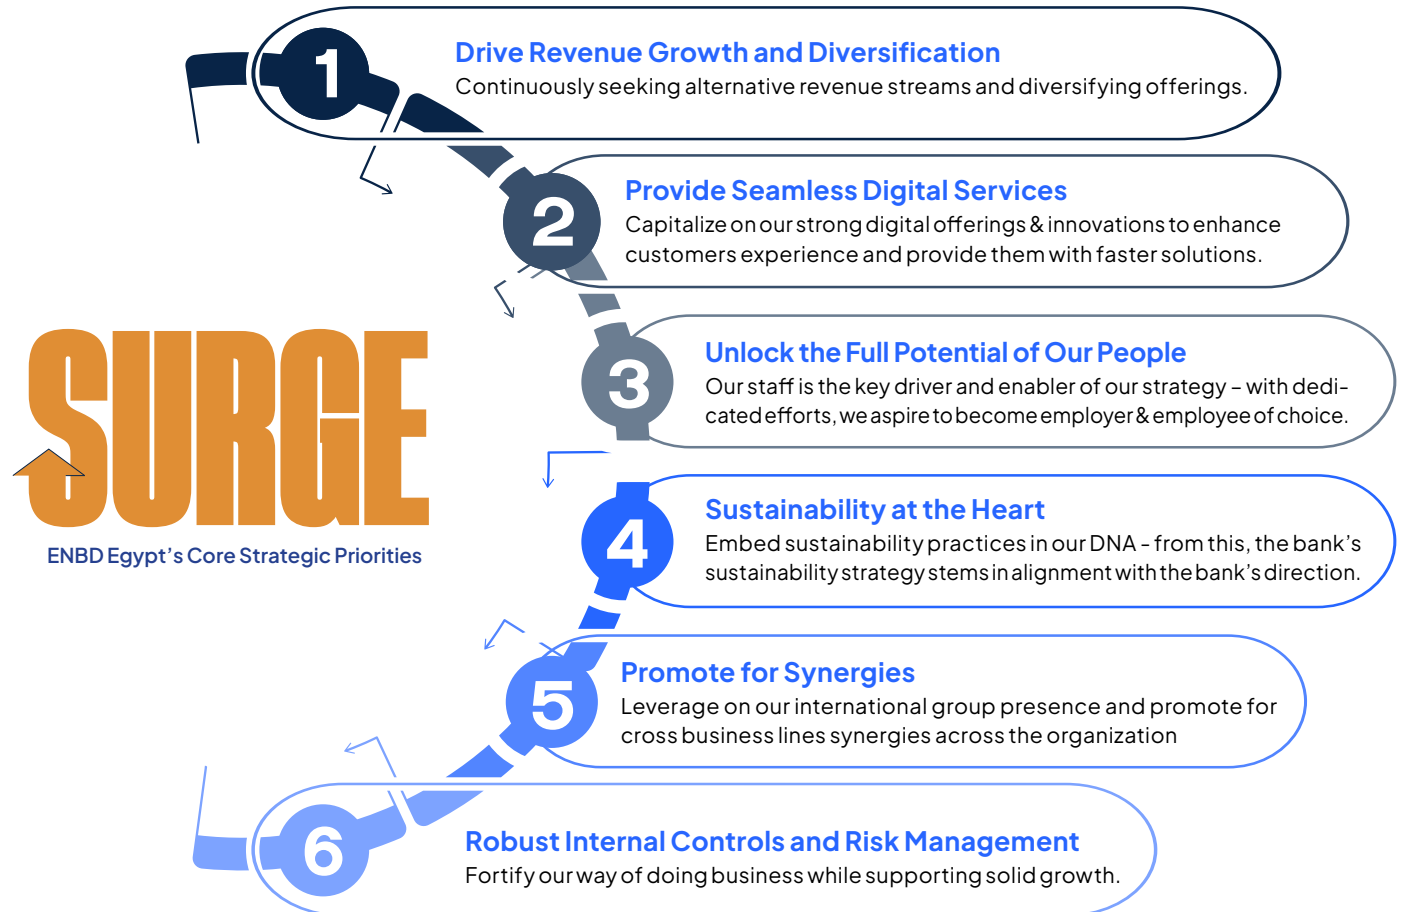 1
Drive Revenue Growth and Diversification
Continuously seeking alternative revenue streams and diversifying offerings.
2
Provide Seamless Digital Services
Capitalize on our strong digital offerings & innovations to enhance
customers experience and provide them with faster solutions.
3
Unlock the Full Potential of Our People
Our staff is the key driver and enabler of our strategy – with dedi-
cated efforts, we aspire to become employer & employee of choice.
SURGE
ENBD Egypt's Core Strategic Priorities
4
Sustainability at the Heart
Embed sustainability practices in our DNA - from this, the bank's
sustainability strategy stems in alignment with the bank's direction.
5
Promote for Synergies
Leverage on our international group presence and promote for
cross business lines synergies across the organization
6
Robust Internal Controls and Risk Management
Fortify our way of doing business while supporting solid growth.